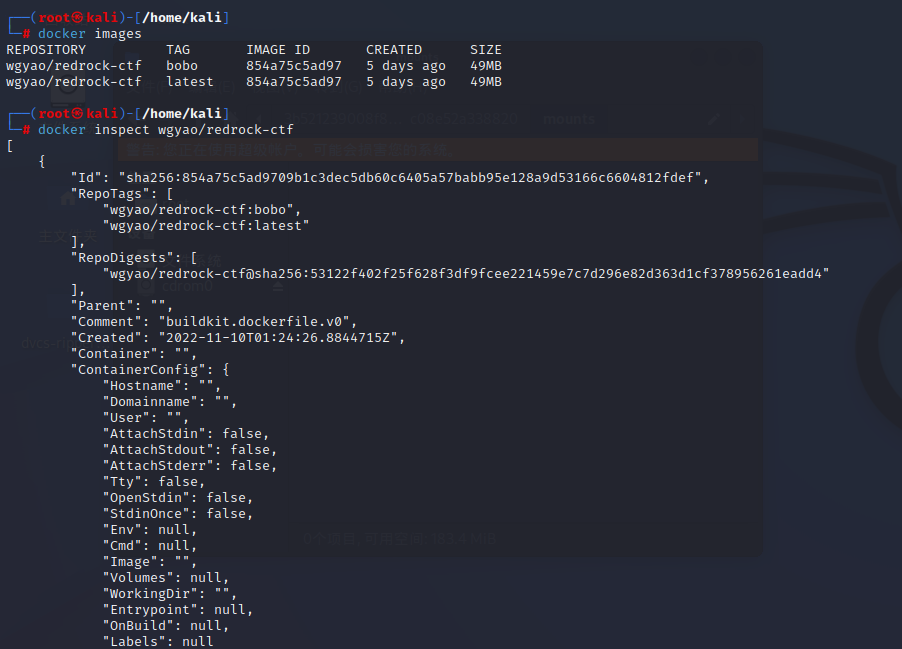 ┌──(root㉿kali)-[/home/kali]
└─# docker images
REPOSITORY          TAG       IMAGE ID       CREATED      SIZE
wgyao/redrock-ctf   bobo      854a75c5ad97   5 days ago   49MB
wgyao/redrock-ctf   latest    854a75c5ad97   5 days ago   49MB
┌──(root㉿kali)-[/home/kali]
└─# docker inspect wgyao/redrock-ctf
[
    {
        "Id": "sha256:854a75c5ad9709b1c3dec5db60c6405a57babb95e128a9d53166c6604812fdef",
        "RepoTags": [
            "wgyao/redrock-ctf:bobo",
            "wgyao/redrock-ctf:latest"
        ],
        "RepoDigests": [
            "wgyao/redrock-ctf@sha256:53122f402f25f628f3df9fcee221459e7c7d296e82d363d1cf378956261eadd4"
        ],
        "Parent": "",
        "Comment": "buildkit.dockerfile.v0",
        "Created": "2022-11-10T01:24:26.8844715Z",
        "Container": "",
        "ContainerConfig": {
            "Hostname": "",
            "Domainname": "",
            "User": "",
            "AttachStdin": false,
            "AttachStdout": false,
            "AttachStderr": false,
            "Tty": false,
            "OpenStdin": false,
            "StdinOnce": false,
            "Env": null,
            "Cmd": null,
            "Image": "",
            "Volumes": null,
            "WorkingDir": "",
            "Entrypoint": null,
            "OnBuild": null,
            "Labels": null